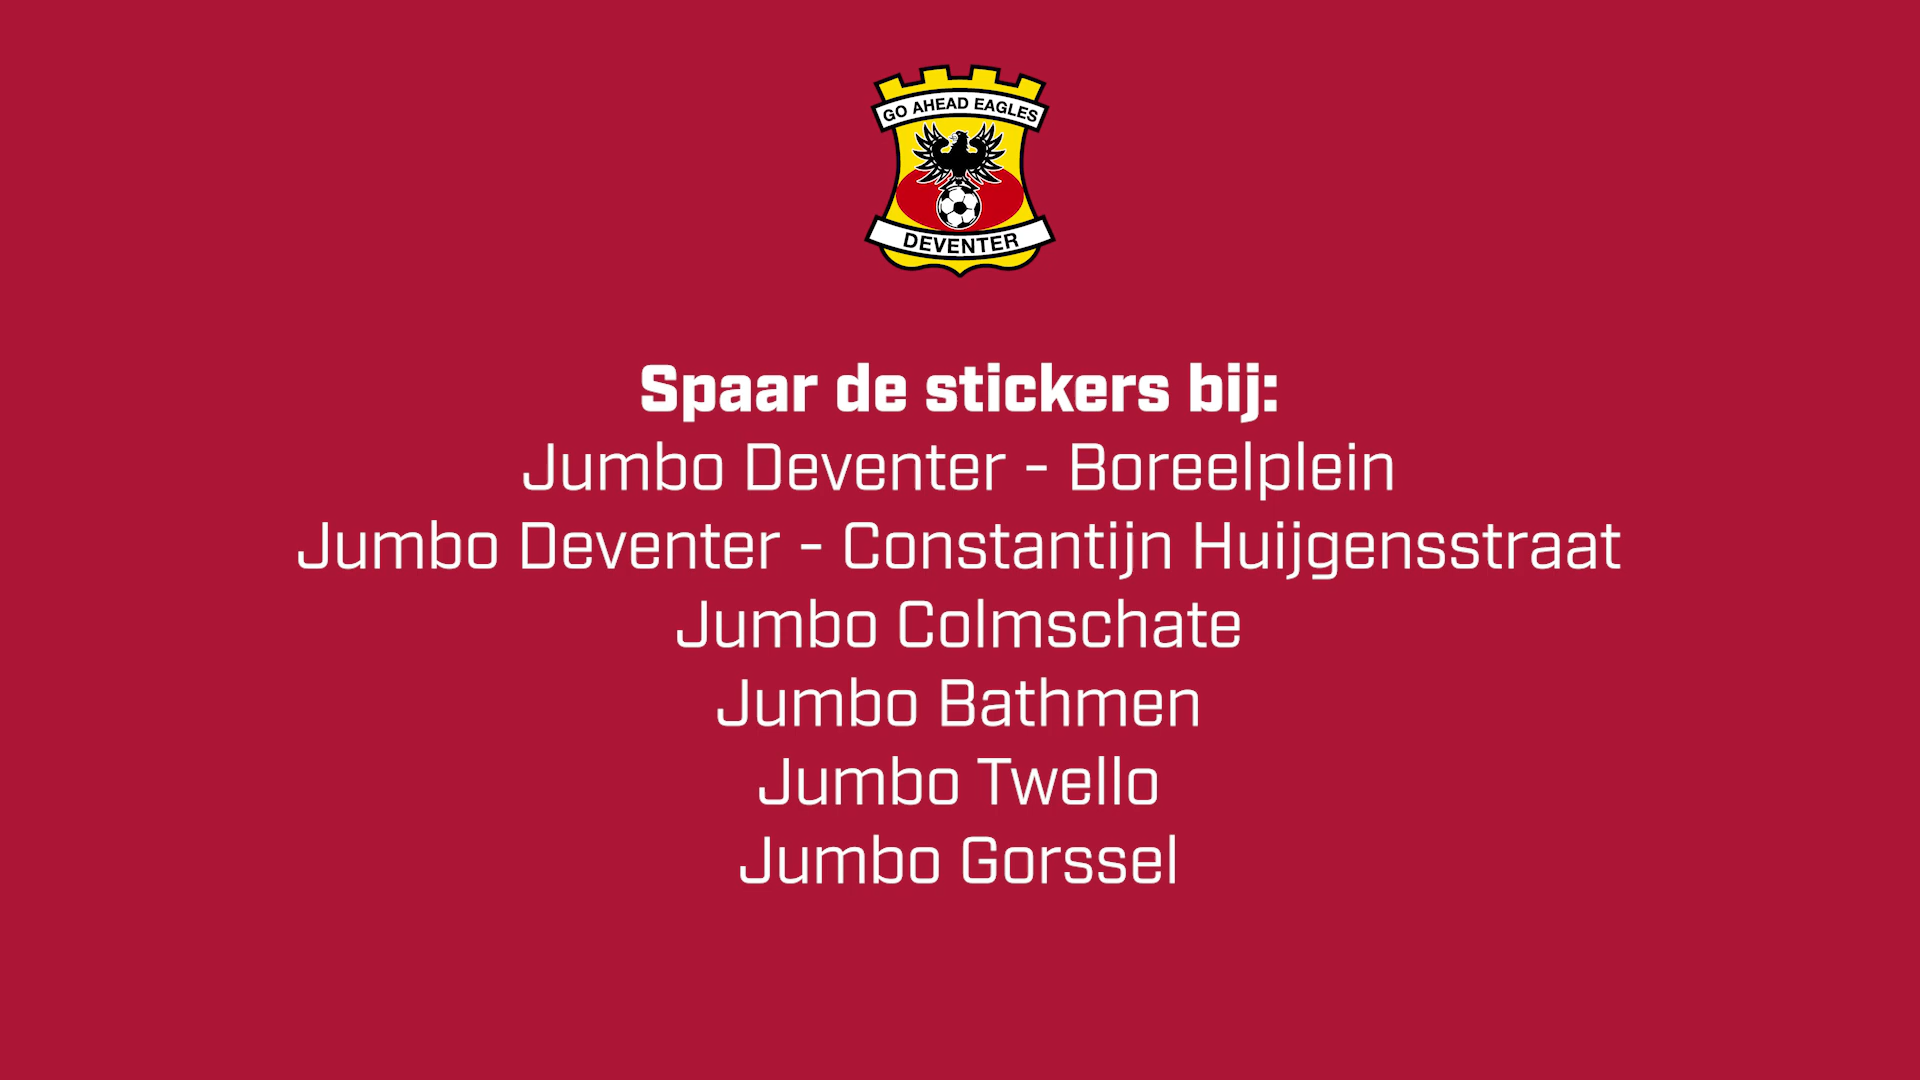 GO AHEAD EAGLES
DEVENTER
Spaar de stickers bij:
Jumbo Deventer - Boreelplein
Jumbo Deventer - Constantijn Huijgensstraat
Jumbo Colmschate
Jumbo Bathmen
Jumbo Twello
Jumbo Gorssel